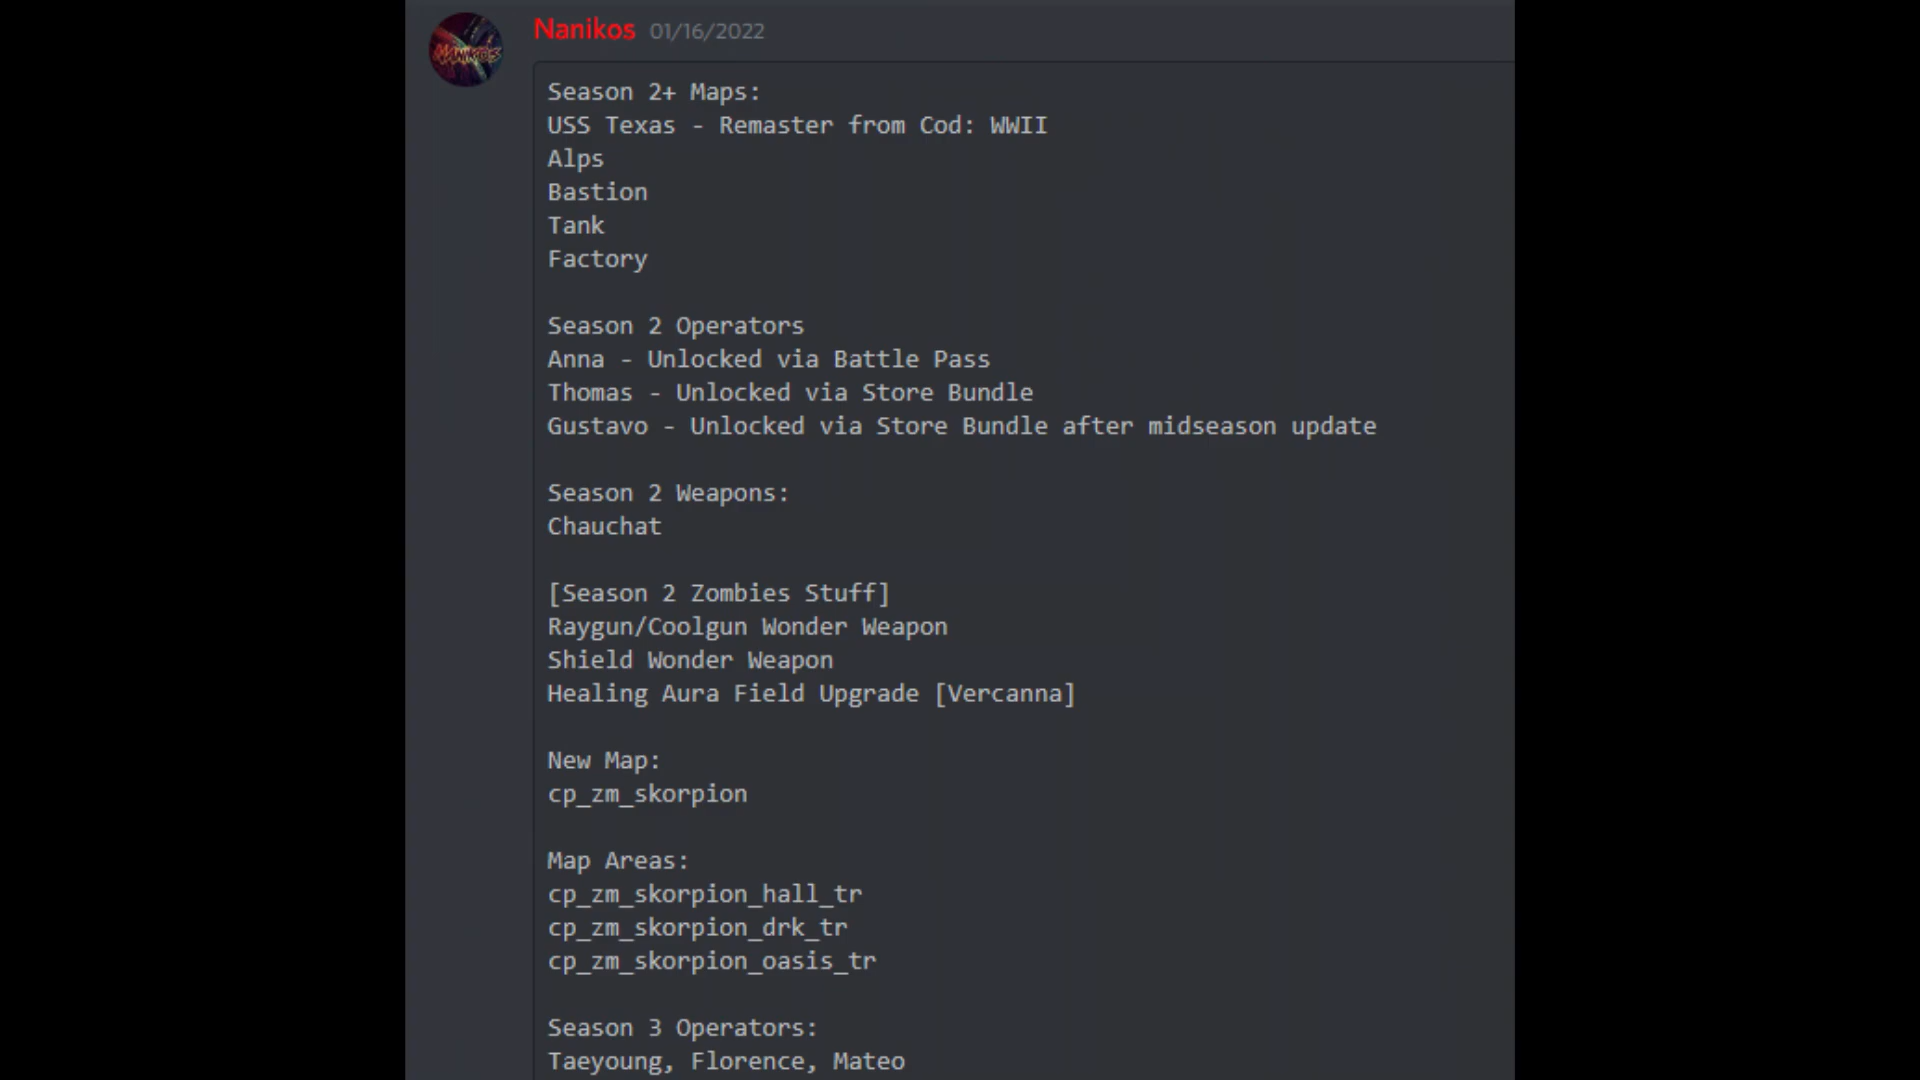 Nanikos 01/16/2022
Season 2+ Maps:
USS Texas - Remaster from Cod: WWII
Alps
Bastion
Tank
Factory
Season 2 Operators
Anna - Unlocked via Battle Pass
Thomas - Unlocked via Store Bundle
Gustavo - Unlocked via Store Bundle after midseason update
Season 2 Weapons:
Chauchat
[Season 2 Zombies Stuff]
Raygun/Coolgun Wonder Weapon
Shield Wonder Weapon
Healing Aura Field Upgrade [Vercanna]
New Map:
cp_zm_skorpion
Map Areas:
cp_zm_skorpion_hall_tr
cp_zm_skorpion_drk_tr
cp_zm_skorpion_oasis_tr
Season 3 Operators:
Taeyoung, Florence, Mateo